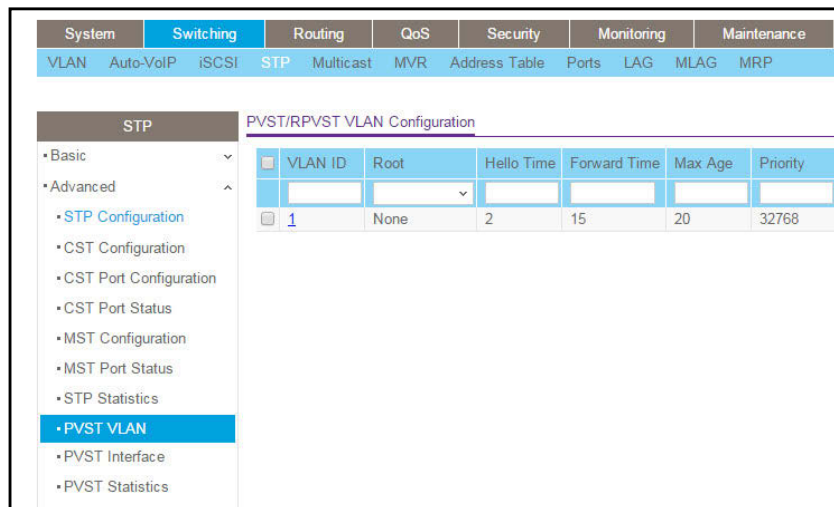 System Switching Routing QoS Security Monitoring Maintenance
VLAN Auto-VoIP iSCSI STP Multicast MVR Address Table Ports LAG MLAG MRP
STP
Basic
Advanced
STP Configuration
CST Configuration
CST Port Configuration
CST Port Status
MST Configuration
MST Port Status
STP Statistics
PVST VLAN
PVST Interface
PVST Statistics
PVST/RPVST VLAN Configuration
VLAN ID Root Hello Time Forward Time Max Age Priority
1 None 2 15 20 32768